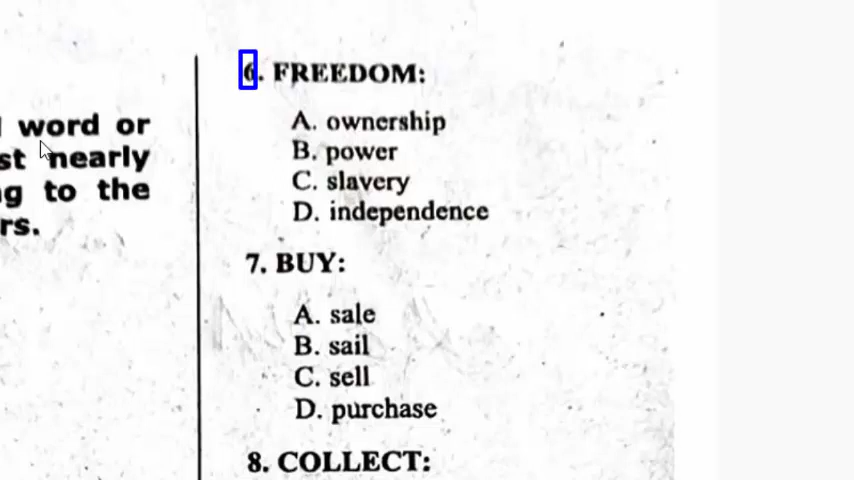 word or
st nearly
g to the
rs.
6. FREEDOM:
A. ownership
B. power
C. slavery
D. independence
7. BUY:
A. sale
B. sail
C. sell
D. purchase
8. COLLECT: